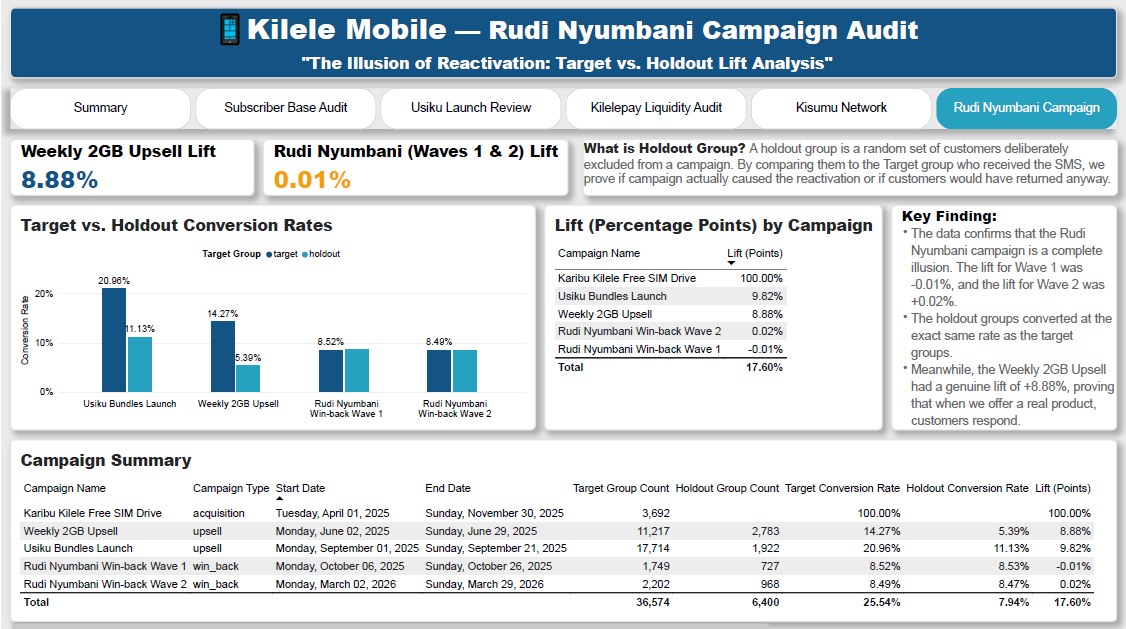 Kilele Mobile — Rudi Nyumbani Campaign Audit
"The Illusion of Reactivation: Target vs. Holdout Lift Analysis"
Summary
Subscriber Base Audit
Usiku Launch Review
Kilelepay Liquidity Audit
Kisumu Network
Rudi Nyumbani Campaign
Weekly 2GB Upsell Lift
8.88%
Rudi Nyumbani (Waves 1 & 2) Lift
0.01%
What is Holdout Group? A holdout group is a random set of customers deliberately
excluded from a campaign. By comparing them to the Target group who received the SMS, we
prove if campaign actually caused the reactivation or if customers would have returned anyway.
Target vs. Holdout Conversion Rates
Target Group target holdout
Conversion Rate
20%
10%
0%
20.96%
11.13%
14.27%
5.39%
8.52%
8.49%
Usiku Bundles Launch
Weekly 2GB Upsell
Rudi Nyumbani
Win-back Wave 1
Rudi Nyumbani
Win-back Wave 2
Lift (Percentage Points) by Campaign
Campaign Name Lift (Points)
Karibu Kilele Free SIM Drive 100.00%
Usiku Bundles Launch 9.82%
Weekly 2GB Upsell 8.88%
Rudi Nyumbani Win-back Wave 2 0.02%
Rudi Nyumbani Win-back Wave 1 -0.01%
Total 17.60%
Key Finding:
• The data confirms that the Rudi
Nyumbani campaign is a complete
illusion. The lift for Wave 1 was
-0.01%, and the lift for Wave 2 was
+0.02%.
• The holdout groups converted at the
exact same rate as the target
groups.
• Meanwhile, the Weekly 2GB Upsell
had a genuine lift of +8.88%, proving
that when we offer a real product,
customers respond.
Campaign Summary
Campaign Name Campaign Type Start Date End Date Target Group Count Holdout Group Count Target Conversion Rate Holdout Conversion Rate Lift (Points)
Karibu Kilele Free SIM Drive acquisition Tuesday, April 01, 2025 Sunday, November 30, 2025 3,692 100.00% 100.00%
Weekly 2GB Upsell upsell Monday, June 02, 2025 Sunday, June 29, 2025 11,217 2,783 14.27% 5.39% 8.88%
Usiku Bundles Launch upsell Monday, September 01, 2025 Sunday, September 21, 2025 17,714 1,922 20.96% 11.13% 9.82%
Rudi Nyumbani Win-back Wave 1 win_back Monday, October 06, 2025 Sunday, October 26, 2025 1,749 727 8.52% 8.53% -0.01%
Rudi Nyumbani Win-back Wave 2 win_back Monday, March 02, 2026 Sunday, March 29, 2026 2,202 968 8.49% 8.47% 0.02%
Total 36,574 6,400 25.54% 7.94% 17.60%